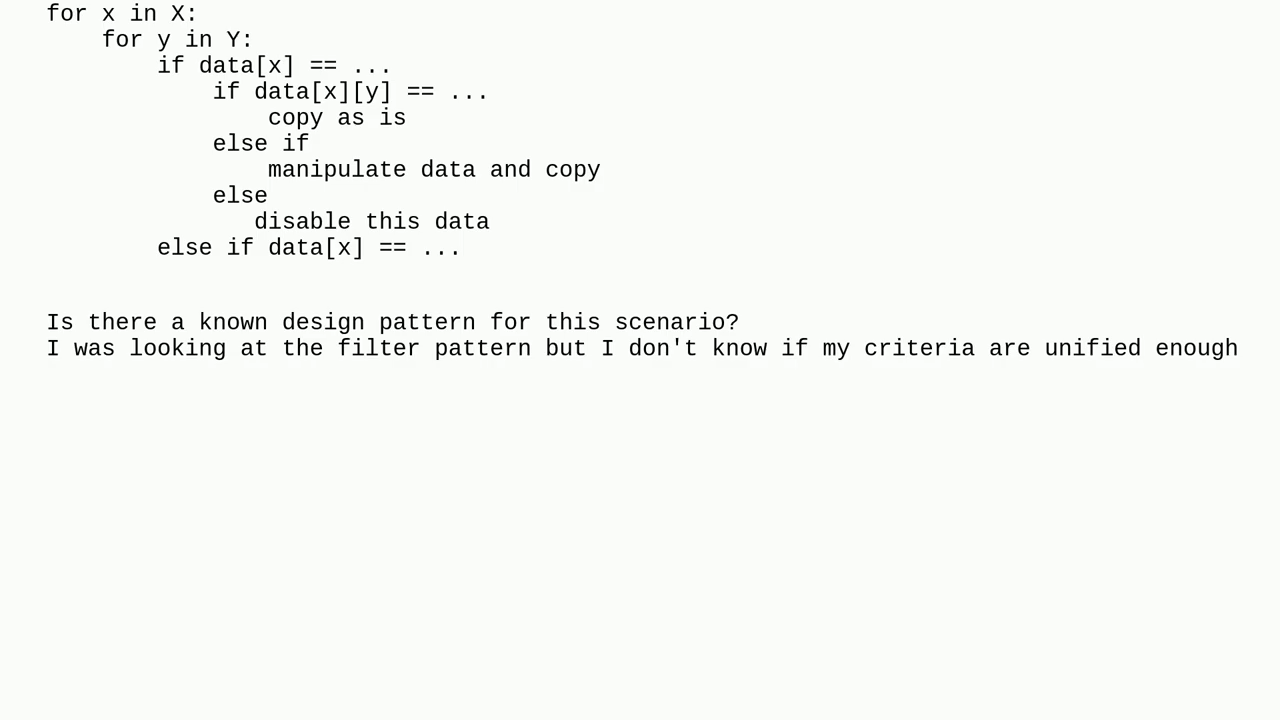 for x in X:
    for y in Y:
        if data[x] == ...
            if data[x][y] == ...
                copy as is
            else if
                manipulate data and copy
            else
               disable this data
        else if data[x] == ...
Is there a known design pattern for this scenario?
I was looking at the filter pattern but I don't know if my criteria are unified enough